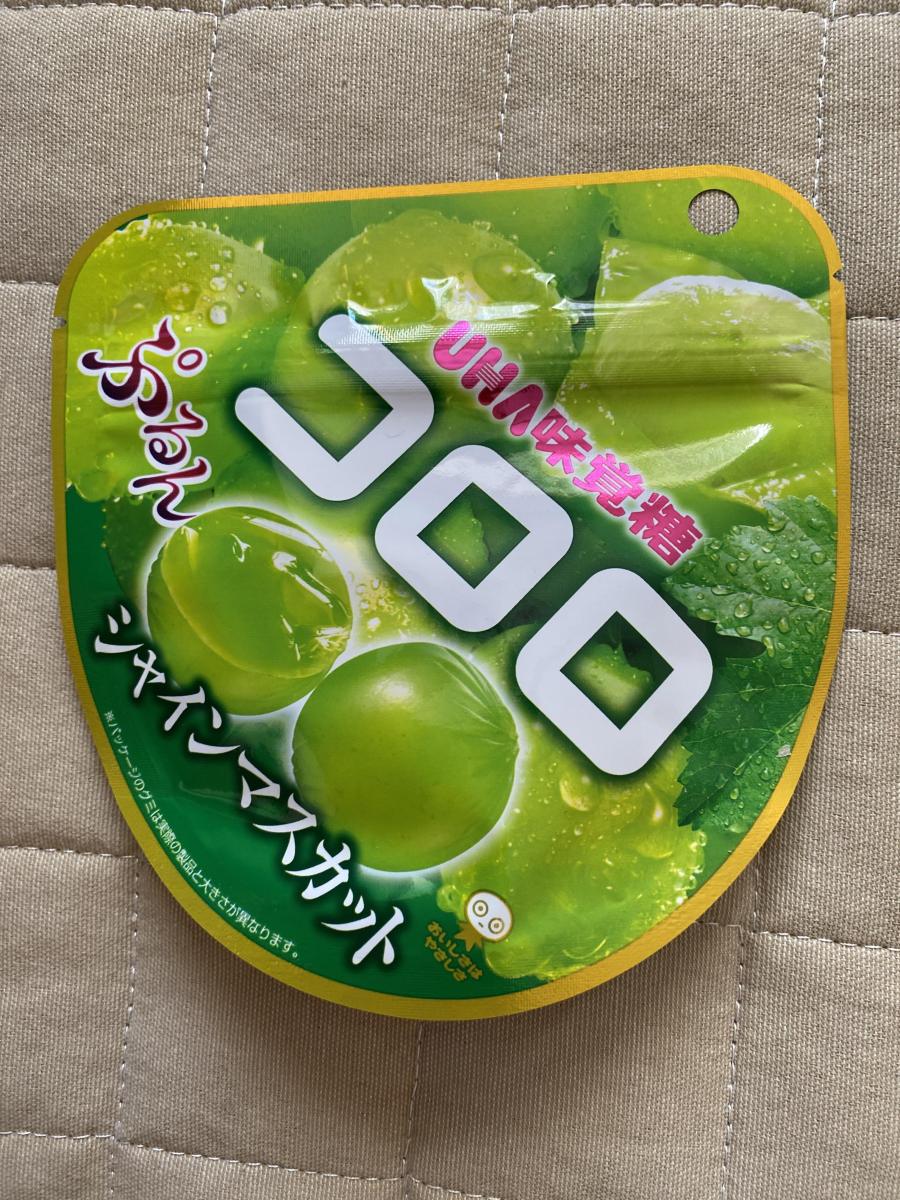 UHA味覚糖
コロロ
ぷるん
シャインマスカット
※パッケージのグミは実際の製品と大きさが異なります。
おいしさは
やさしさ